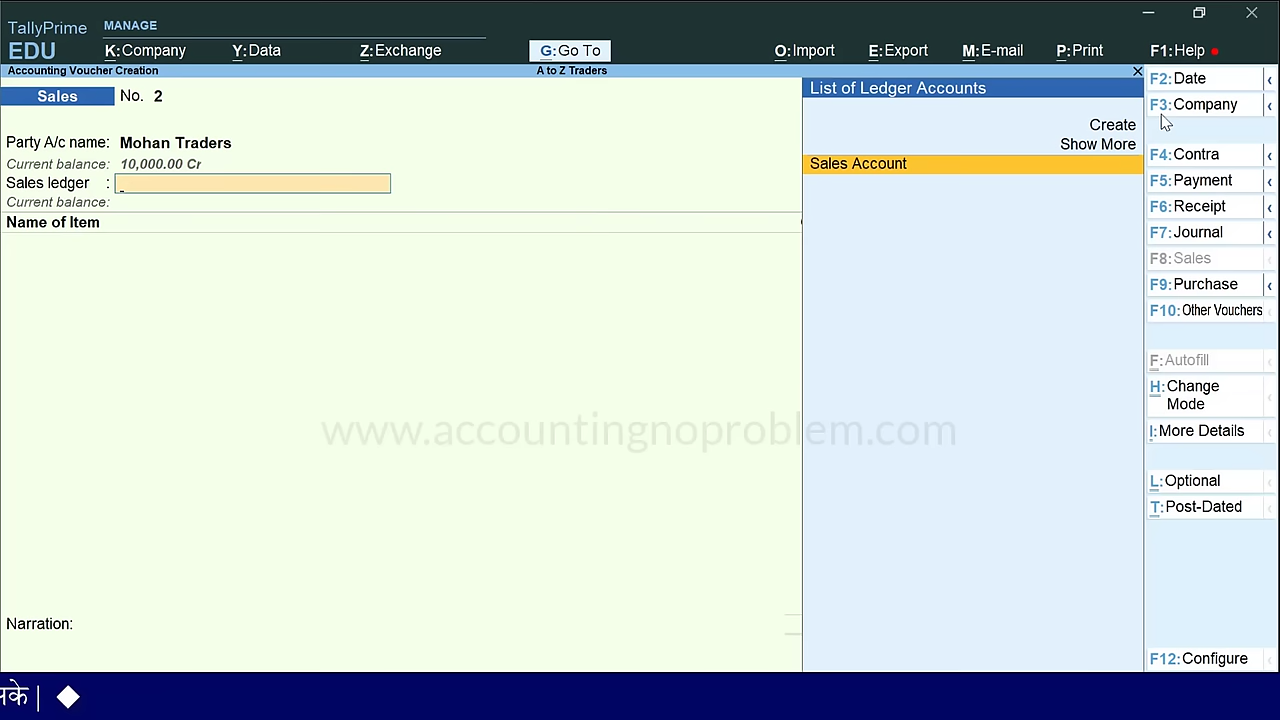 TallyPrime
MANAGE
EDU
K:Company
Y:Data
Z:Exchange
G:Go To
O:Import
E:Export
M:E-mail
P:Print
F1:Help
Accounting Voucher Creation
A to Z Traders
Sales No. 2
Party A/c name: Mohan Traders
Current balance: 10,000.00 Cr
Sales ledger :
Current balance:
Name of Item
www.accountingnoproblem.com
Narration:
List of Ledger Accounts
Create
Show More
Sales Account
F2:Date
F3:Company
F4:Contra
F5:Payment
F6:Receipt
F7:Journal
F8:Sales
F9:Purchase
F10:Other Vouchers
F:Autofill
H:Change
Mode
I:More Details
L:Optional
T:Post-Dated
F12:Configure